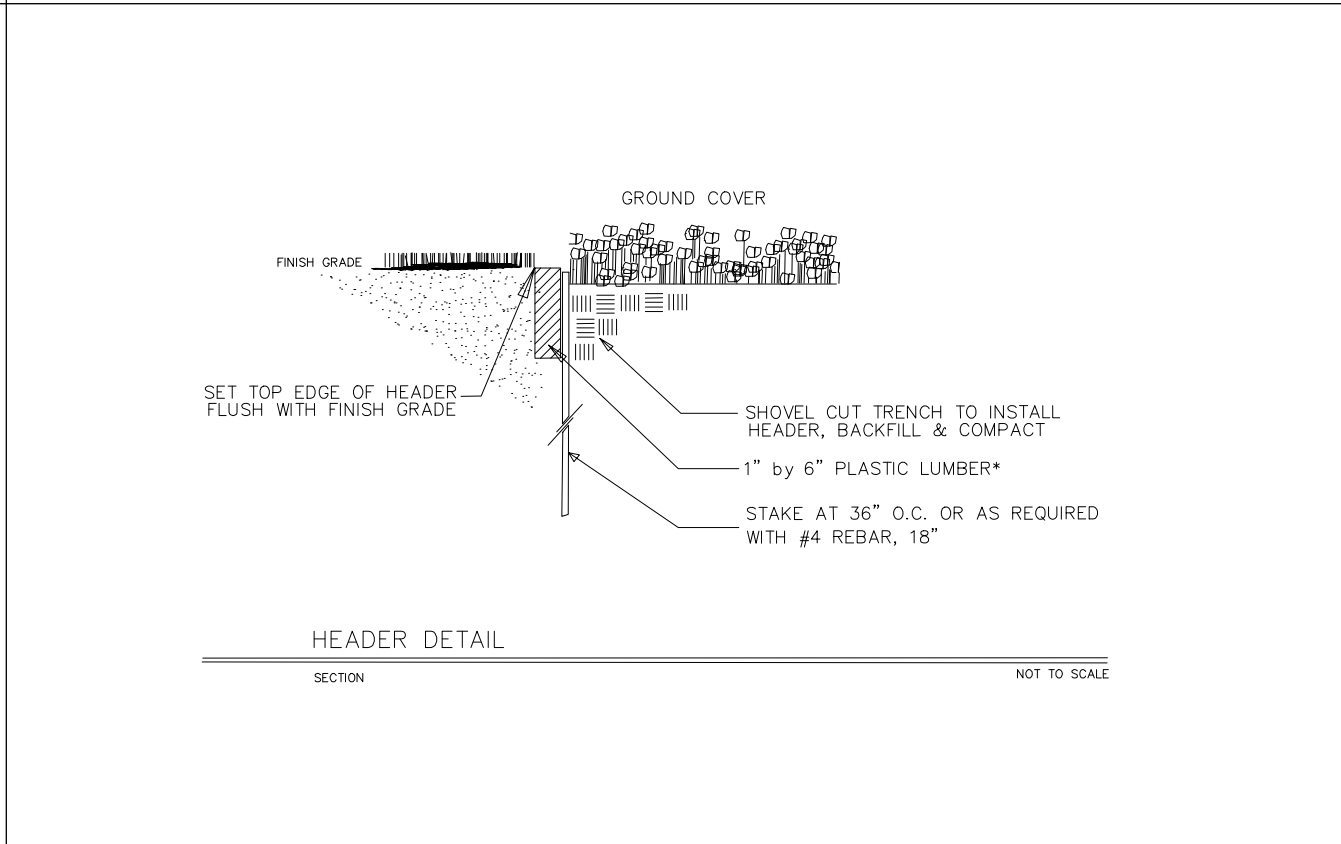 GROUND COVER
FINISH GRADE
SET TOP EDGE OF HEADER
FLUSH WITH FINISH GRADE
SHOVEL CUT TRENCH TO INSTALL
HEADER, BACKFILL & COMPACT
1" by 6" PLASTIC LUMBER*
STAKE AT 36" O.C. OR AS REQUIRED
WITH #4 REBAR, 18"
HEADER DETAIL
SECTION
NOT TO SCALE